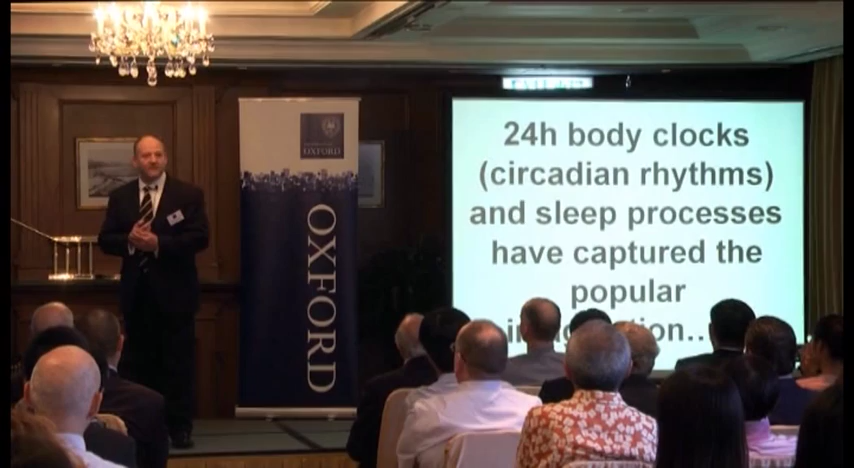 OXFORD
OXFORD
24h body clocks
(circadian rhythms)
and sleep processes
have captured the
popular